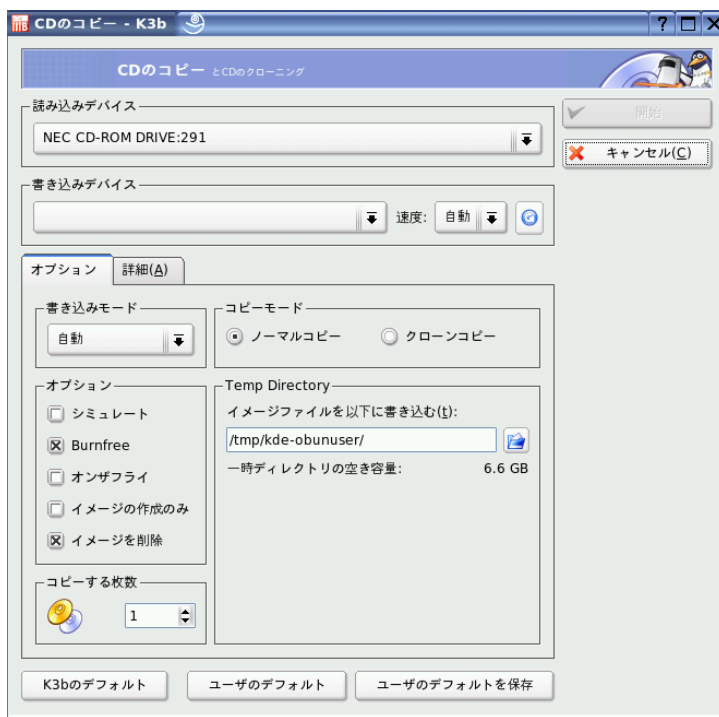 CDのコピー - K3b
CDのコピー とCDのクローニング
読み込みデバイス
開始
NEC CD-ROM DRIVE:291
キャンセル(C)
書き込みデバイス
速度: 自動
オプション 詳細(A)
書き込みモード
自動
コピーモード
ノーマルコピー クローンコピー
オプション
シミュレート
Burnfree
オンザフライ
イメージの作成のみ
イメージを削除
Temp Directory
イメージファイルを以下に書き込む(t):
/tmp/kde-obunuser/
一時ディレクトリの空き容量: 6.6 GB
コピーする枚数
1
K3bのデフォルト ユーザのデフォルト ユーザのデフォルトを保存